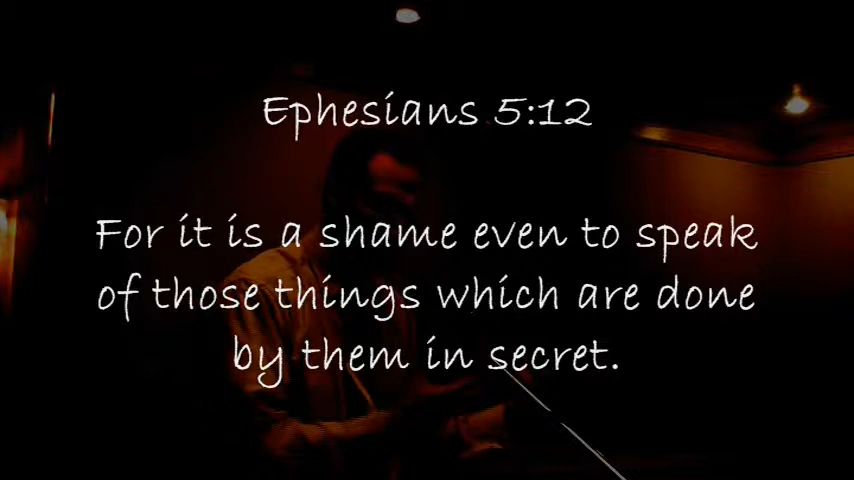 Ephesians 5:12
For it is a shame even to speak
of those things which are done
by them in secret.